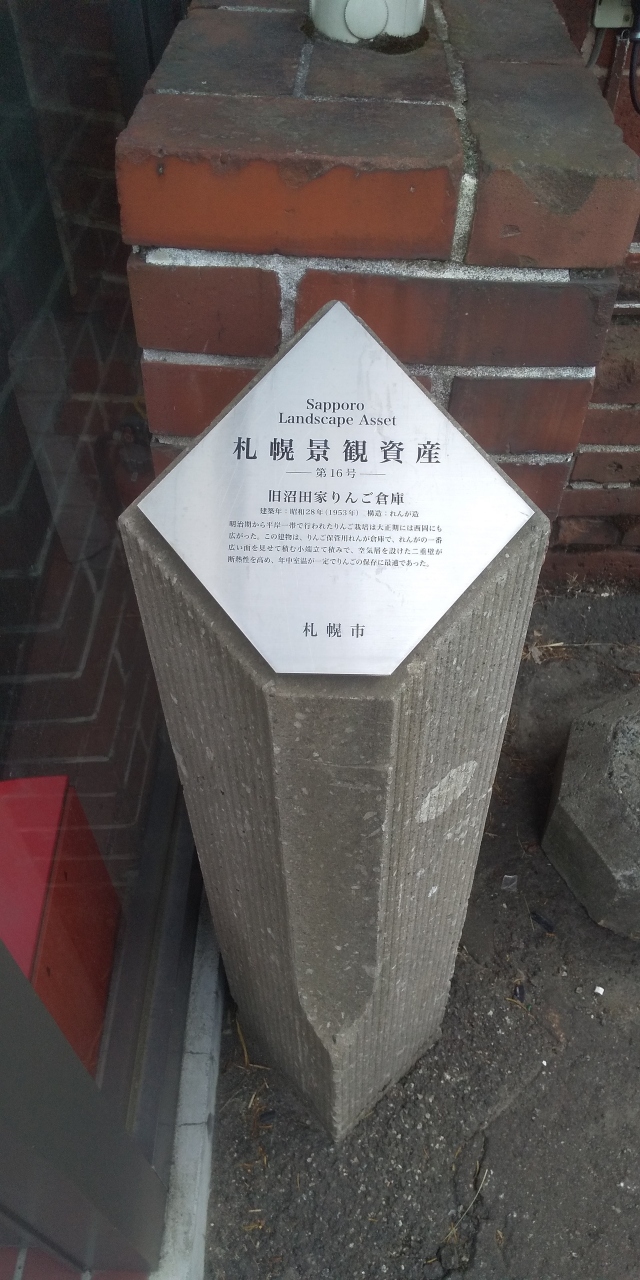 Sapporo
Landscape Asset
札幌景観資産
第16号
旧沼田家りんご倉庫
建築年：昭和28年（1953年） 構造：れんが造
明治期から平岸一帯で行われたりんご栽培は大正期には西岡にも
広がった。この建物は、りんご保管用れんが倉庫で、れんがの一番
広い面を見せて積む小端立て積みで、空気層を設けた二重壁が
断熱性を高め、年中室温が一定でりんごの保存に最適であった。
札幌市